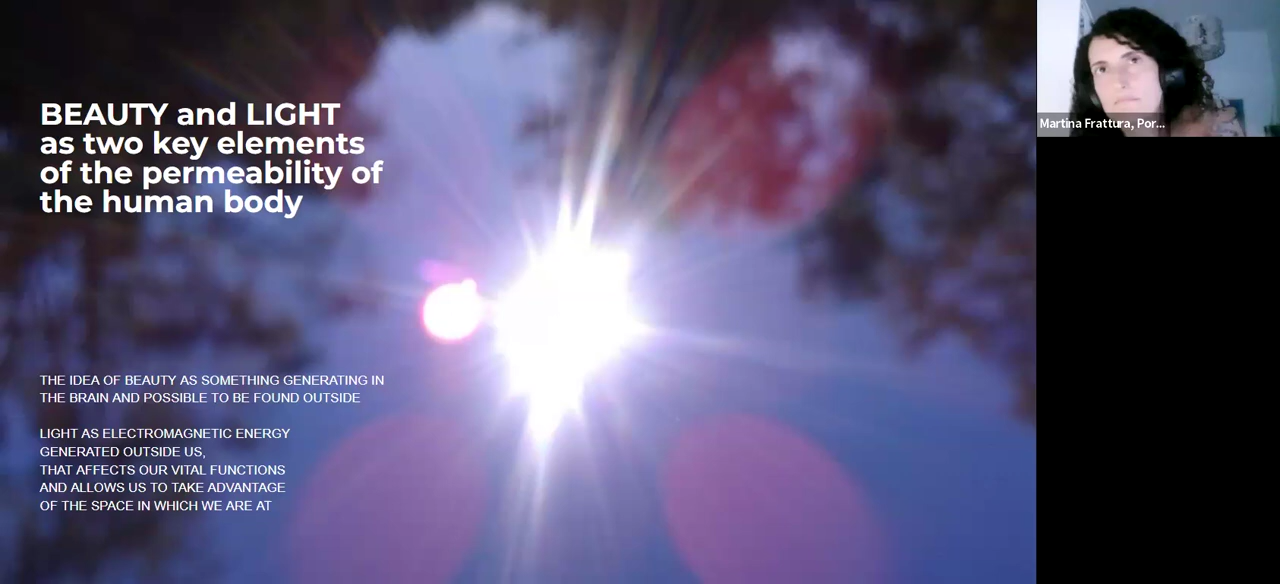 BEAUTY and LIGHT
as two key elements
of the permeability of
the human body
THE IDEA OF BEAUTY AS SOMETHING GENERATING IN
THE BRAIN AND POSSIBLE TO BE FOUND OUTSIDE
LIGHT AS ELECTROMAGNETIC ENERGY
GENERATED OUTSIDE US,
THAT AFFECTS OUR VITAL FUNCTIONS
AND ALLOWS US TO TAKE ADVANTAGE
OF THE SPACE IN WHICH WE ARE AT
Martina Frattura, Por...